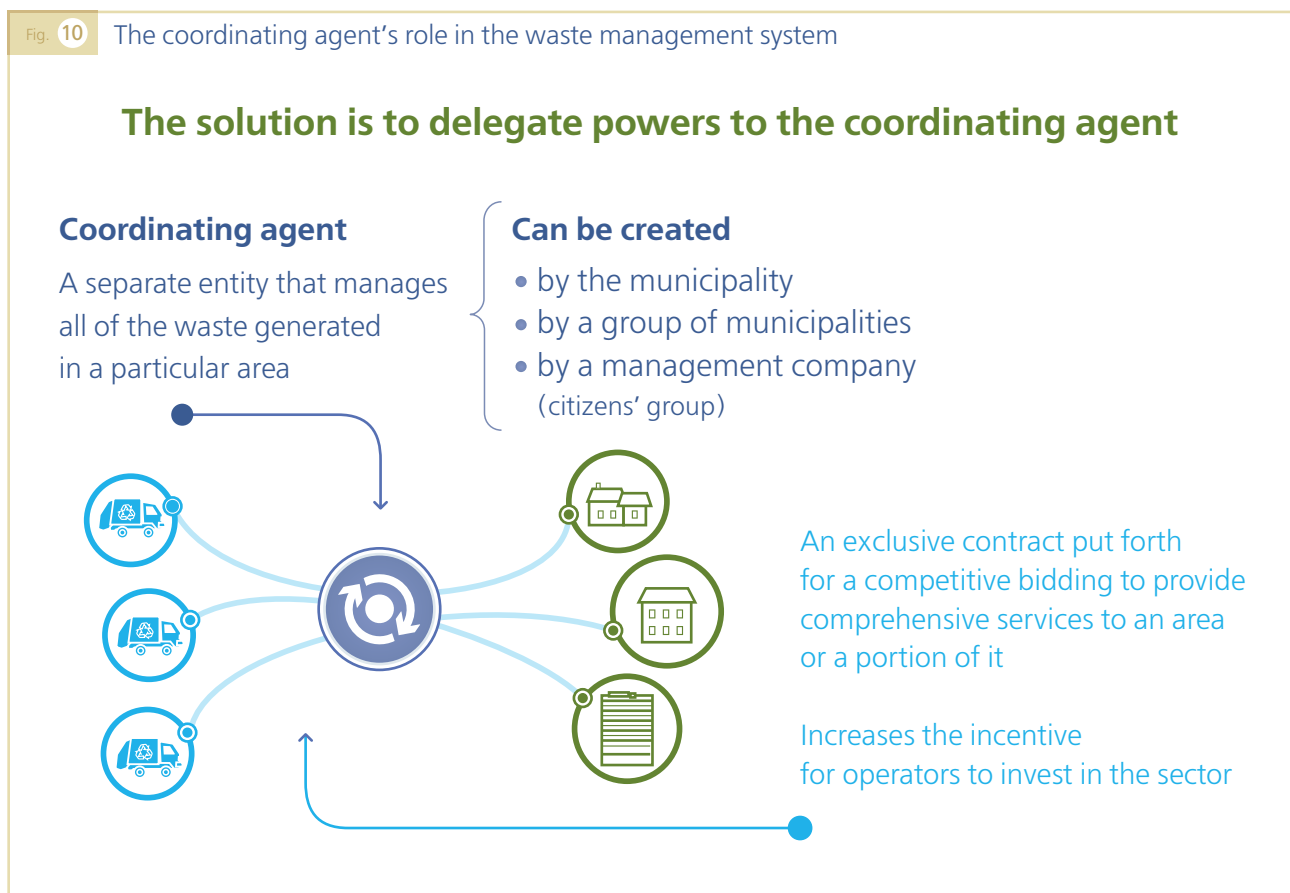 Fig. 10 The coordinating agent's role in the waste management system
The solution is to delegate powers to the coordinating agent
Coordinating agent
A separate entity that manages
all of the waste generated
in a particular area
Can be created
• by the municipality
• by a group of municipalities
• by a management company
(citizens' group)
An exclusive contract put forth
for a competitive bidding to provide
comprehensive services to an area
or a portion of it
Increases the incentive
for operators to invest in the sector